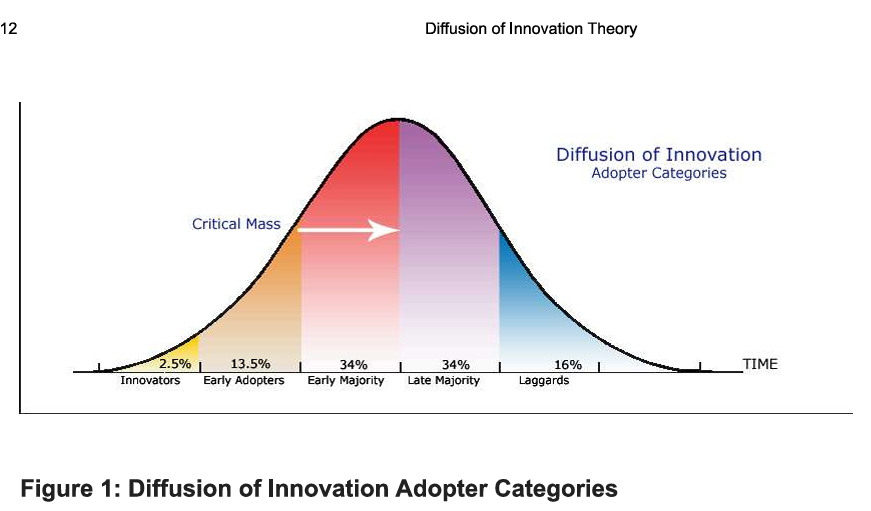 12
Diffusion of Innovation Theory
Diffusion of Innovation
Adopter Categories
Critical Mass
2.5% 13.5% 34% 34% 16% TIME
Innovators Early Adopters Early Majority Late Majority Laggards
Figure 1: Diffusion of Innovation Adopter Categories